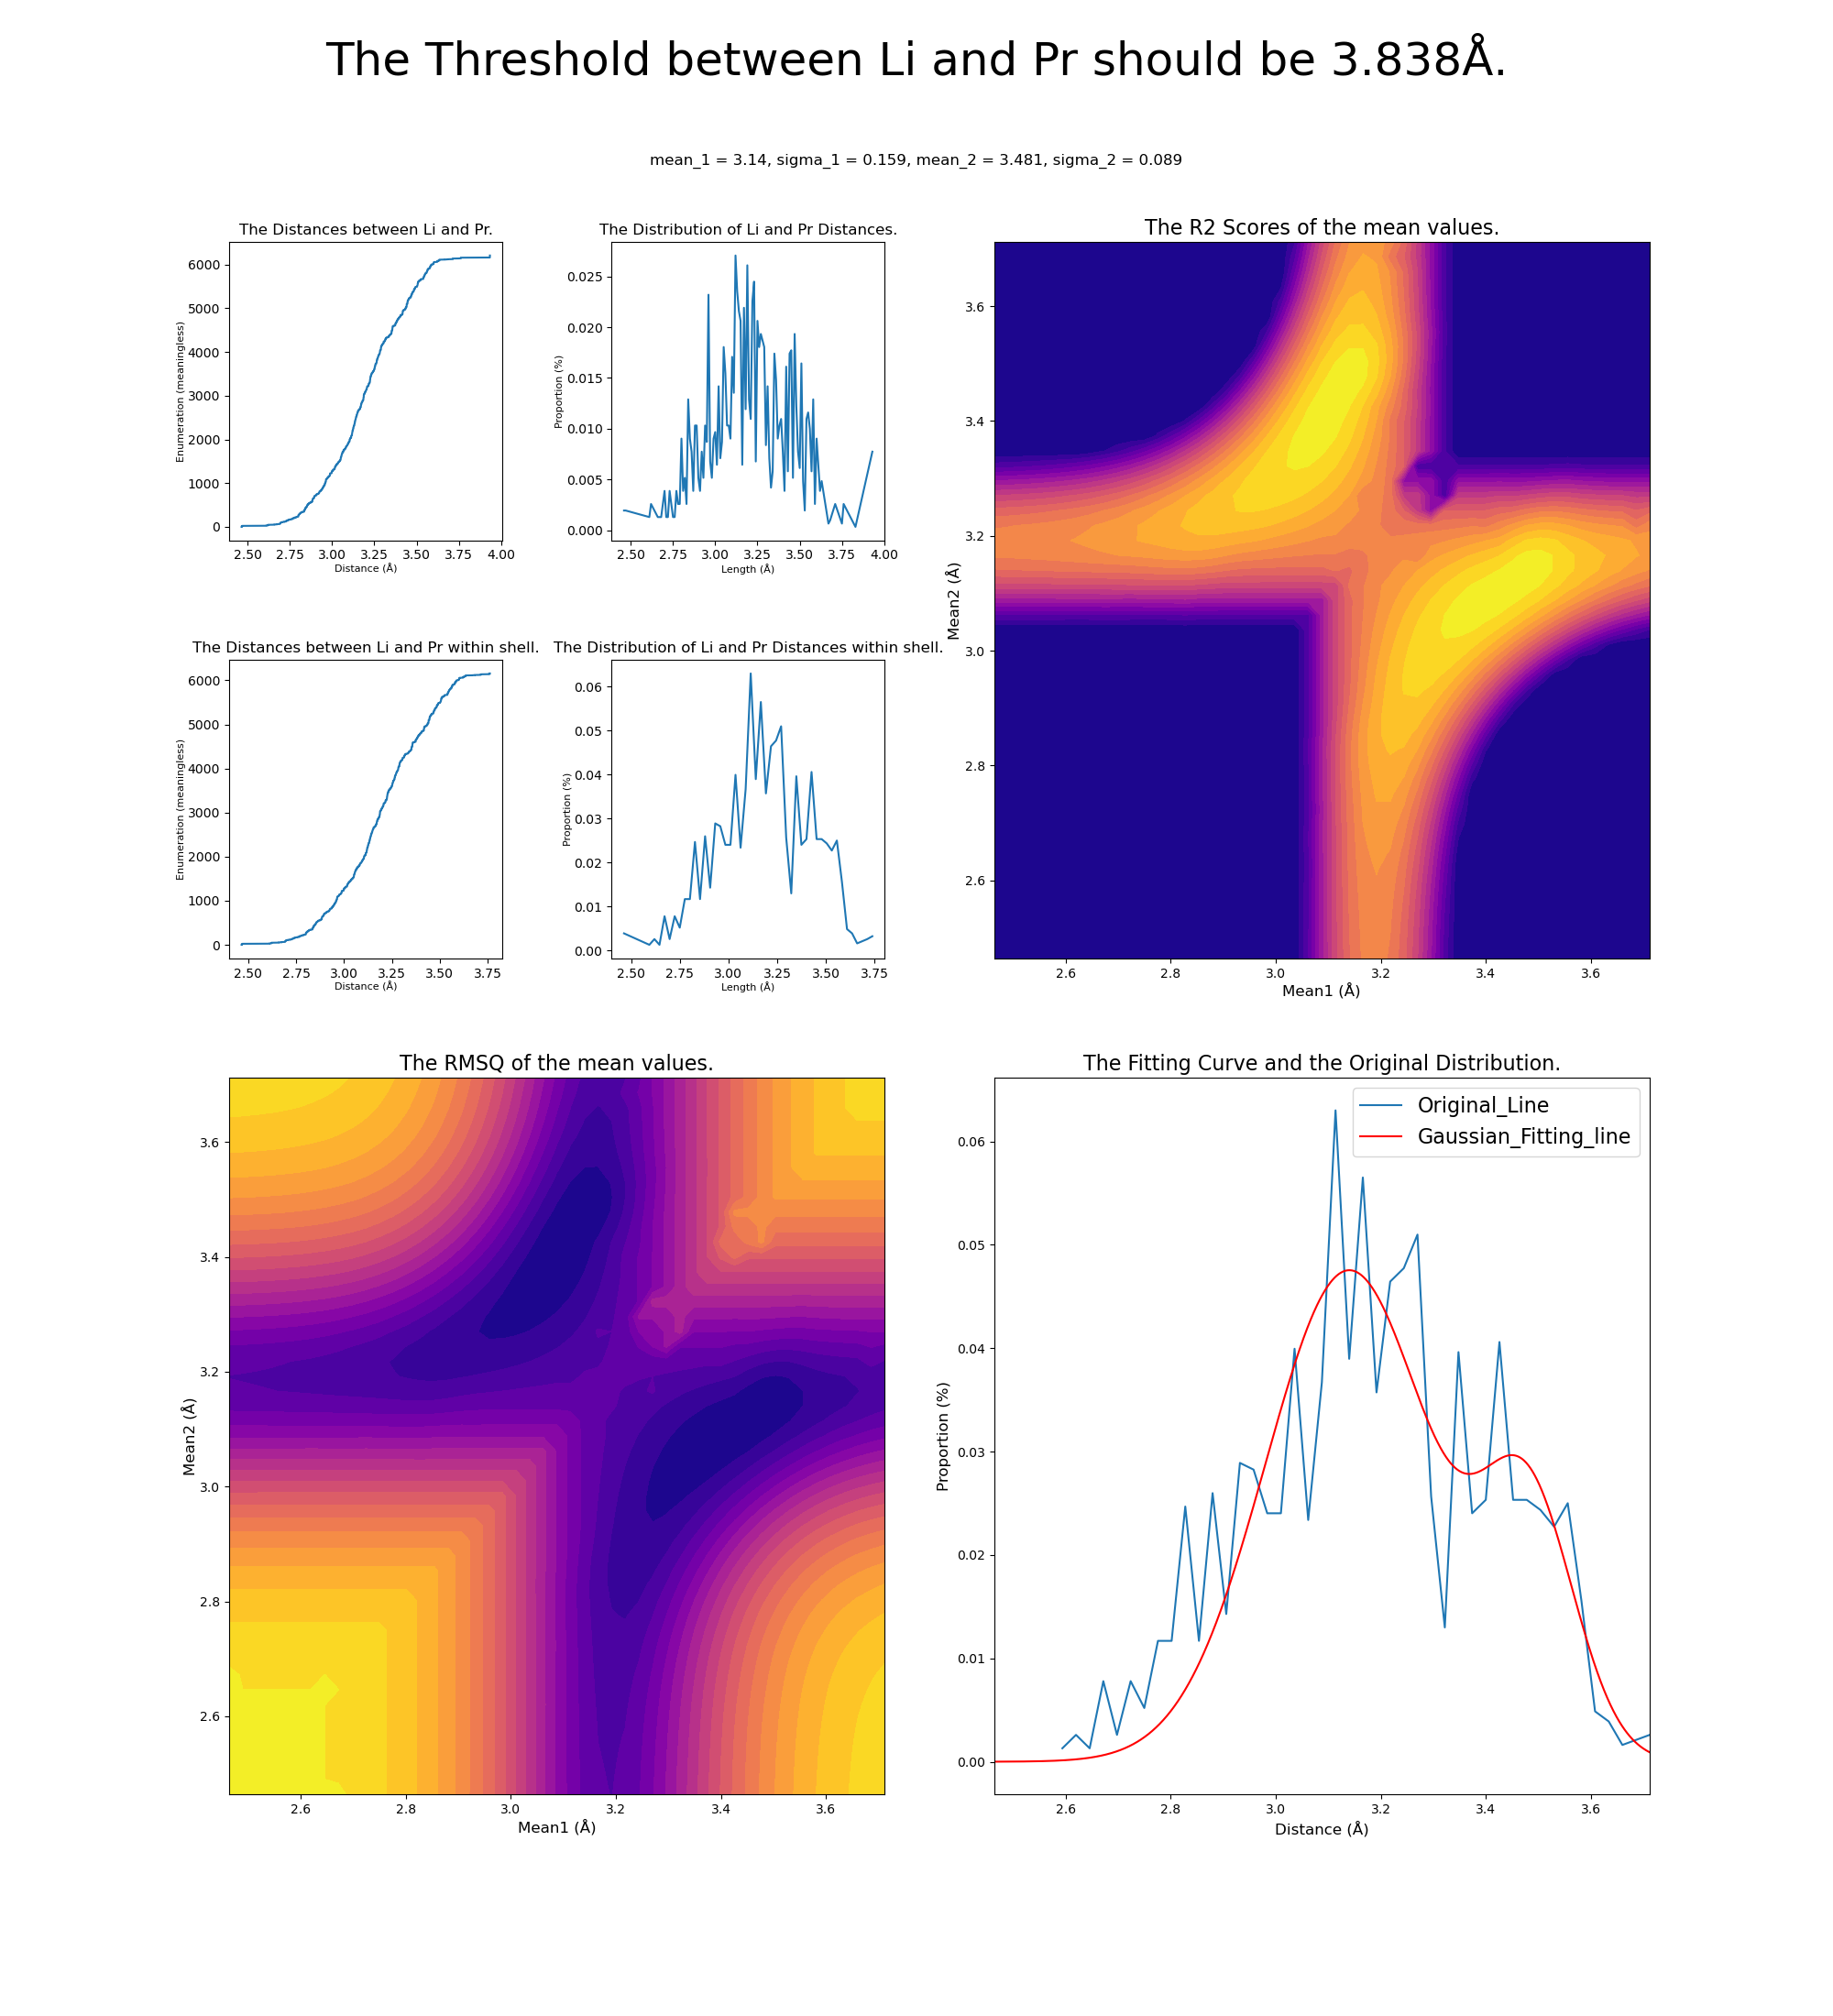 The Threshold between Li and Pr should be 3.838Å.
mean_1 = 3.14, sigma_1 = 0.159, mean_2 = 3.481, sigma_2 = 0.089
The Distances between Li and Pr.
Enumeration (meaningless)
6000
5000
4000
3000
2000
1000
0
2.50 2.75 3.00 3.25 3.50 3.75 4.00
Distance (Å)
The Distribution of Li and Pr Distances.
Proportion (%)
0.025
0.020
0.015
0.010
0.005
0.000
2.50 2.75 3.00 3.25 3.50 3.75 4.00
Length (Å)
The R2 Scores of the mean values.
Mean2 (Å)
3.6
3.4
3.2
3.0
2.8
2.6
2.6 2.8 3.0 3.2 3.4 3.6
Mean1 (Å)
The Distances between Li and Pr within shell.
Enumeration (meaningless)
6000
5000
4000
3000
2000
1000
0
2.50 2.75 3.00 3.25 3.50 3.75
Distance (Å)
The Distribution of Li and Pr Distances within shell.
Proportion (%)
0.06
0.05
0.04
0.03
0.02
0.01
0.00
2.50 2.75 3.00 3.25 3.50 3.75
Length (Å)
The RMSQ of the mean values.
Mean2 (Å)
3.6
3.4
3.2
3.0
2.8
2.6
2.6 2.8 3.0 3.2 3.4 3.6
Mean1 (Å)
The Fitting Curve and the Original Distribution.
Original_Line
Gaussian_Fitting_line
Proportion (%)
0.06
0.05
0.04
0.03
0.02
0.01
0.00
2.6 2.8 3.0 3.2 3.4 3.6
Distance (Å)